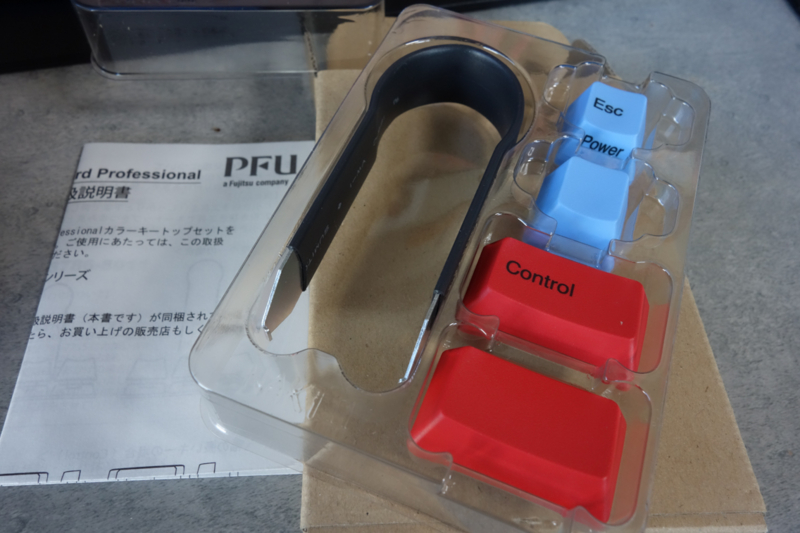 rd Professional
扱説明書
PFU
a Fujitsu company
essionalカラーキートップセットを
ご使用にあたっては、この取扱
ださい。
シリーズ
扱説明書(本書です)が同梱され
たら、お買い上げの販売店もしく
Esc
Power
Control